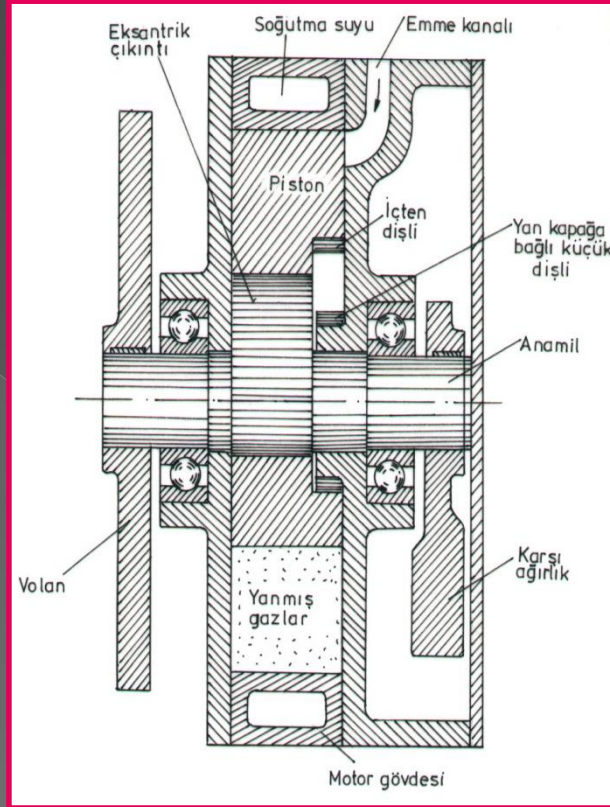 Eksantrik
çıkıntı
Soğutma suyu
Emme kanalı
Piston
İçten
dişli
Yan kapağa
bağlı küçük
dişli
Anamil
Volan
Yanmış
gazlar
Karşı
ağırlık
Motor gövdesi